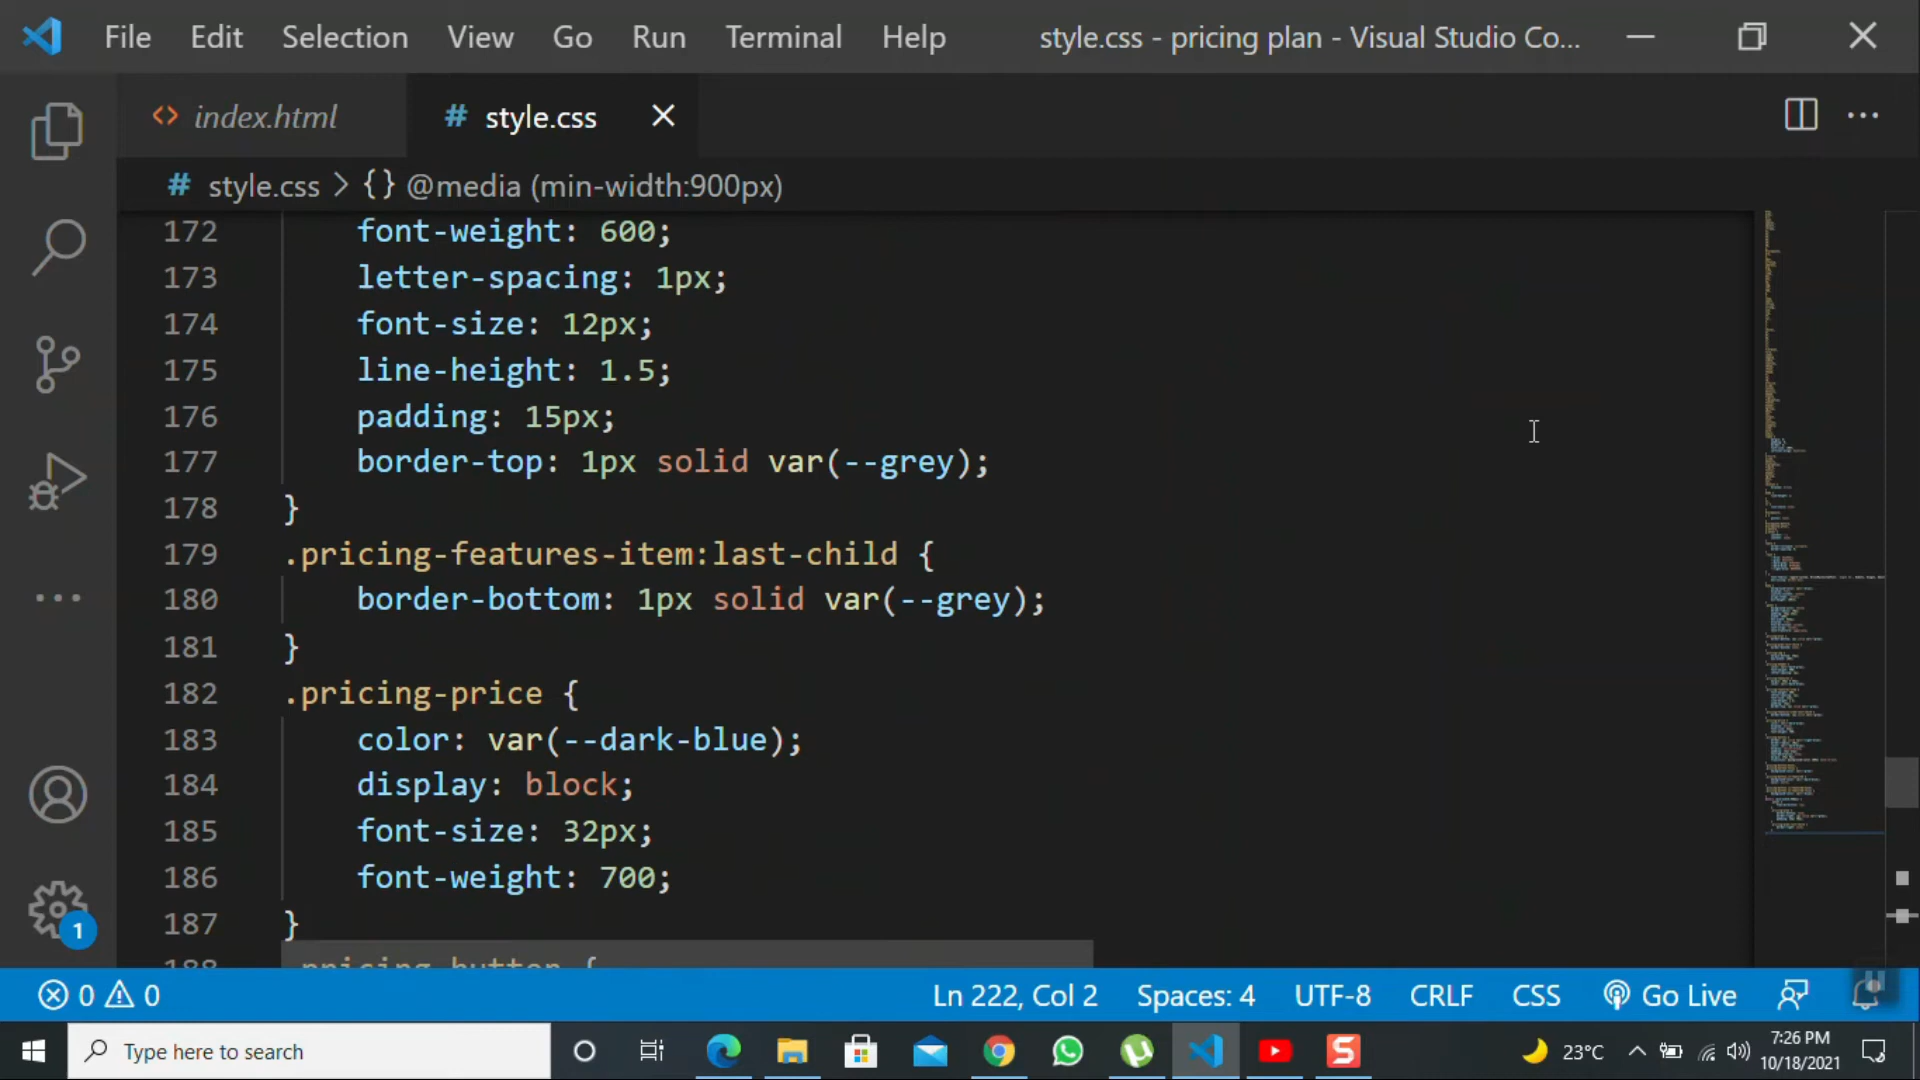 File Edit Selection View Go Run Terminal Help style.css - pricing plan - Visual Studio Co...
<> index.html # style.css
# style.css > {} @media (min-width:900px)
172 font-weight: 600;
173 letter-spacing: 1px;
174 font-size: 12px;
175 line-height: 1.5;
176 padding: 15px;
177 border-top: 1px solid var(--grey);
178 }
179 .pricing-features-item:last-child {
180 border-bottom: 1px solid var(--grey);
181 }
182 .pricing-price {
183 color: var(--dark-blue);
184 display: block;
185 font-size: 32px;
186 font-weight: 700;
187 }
188 .pricing-button {
1
0 0 Ln 222, Col 2 Spaces: 4 UTF-8 CRLF CSS Go Live
Type here to search
23°C
7:26 PM
10/18/2021